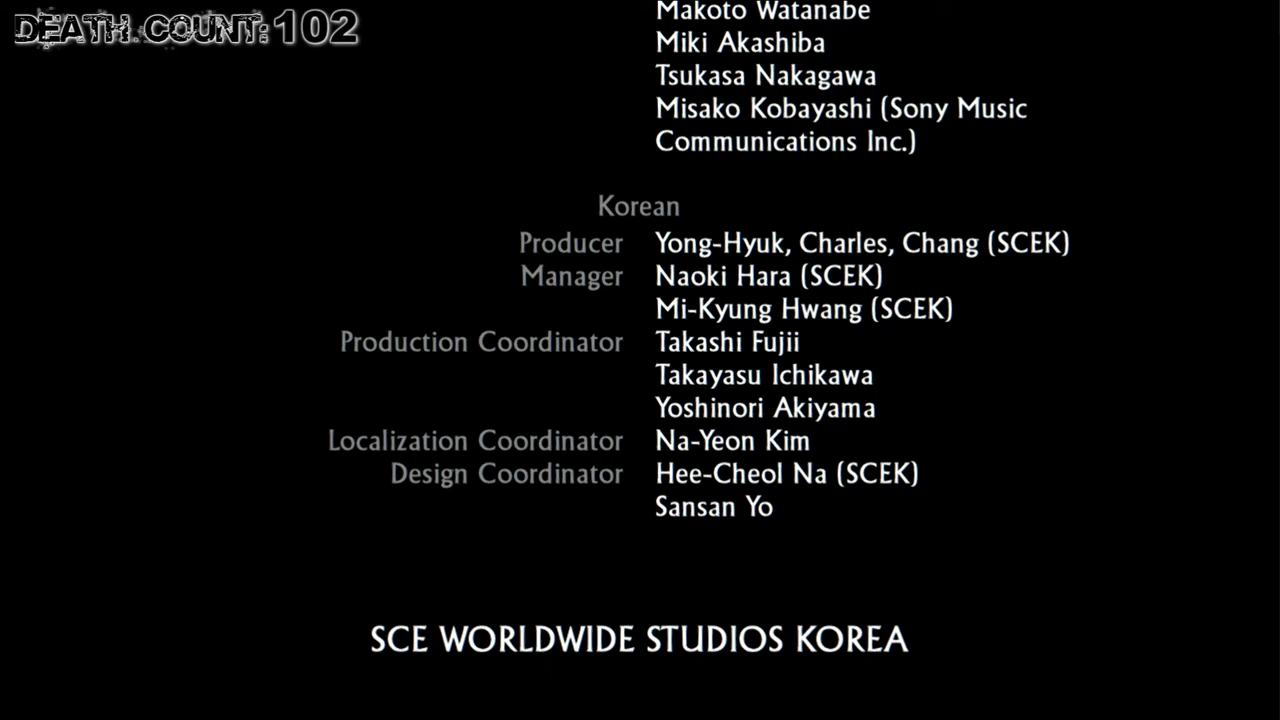 DEATH COUNT: 102
Makoto Watanabe
Miki Akashiba
Tsukasa Nakagawa
Misako Kobayashi (Sony Music
Communications Inc.)
Korean
Producer Yong-Hyuk, Charles, Chang (SCEK)
Manager Naoki Hara (SCEK)
Mi-Kyung Hwang (SCEK)
Production Coordinator Takashi Fujii
Takayasu Ichikawa
Yoshinori Akiyama
Localization Coordinator Na-Yeon Kim
Design Coordinator Hee-Cheol Na (SCEK)
Sansan Yo
SCE WORLDWIDE STUDIOS KOREA